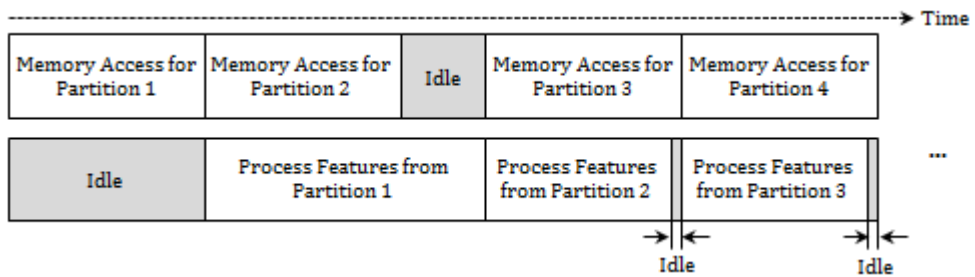 Time
Memory Access for
Partition 1
Memory Access for
Partition 2
Idle
Memory Access for
Partition 3
Memory Access for
Partition 4
Idle
Process Features from
Partition 1
Process Features
from Partition 2
Process Features
from Partition 3
...
Idle
Idle